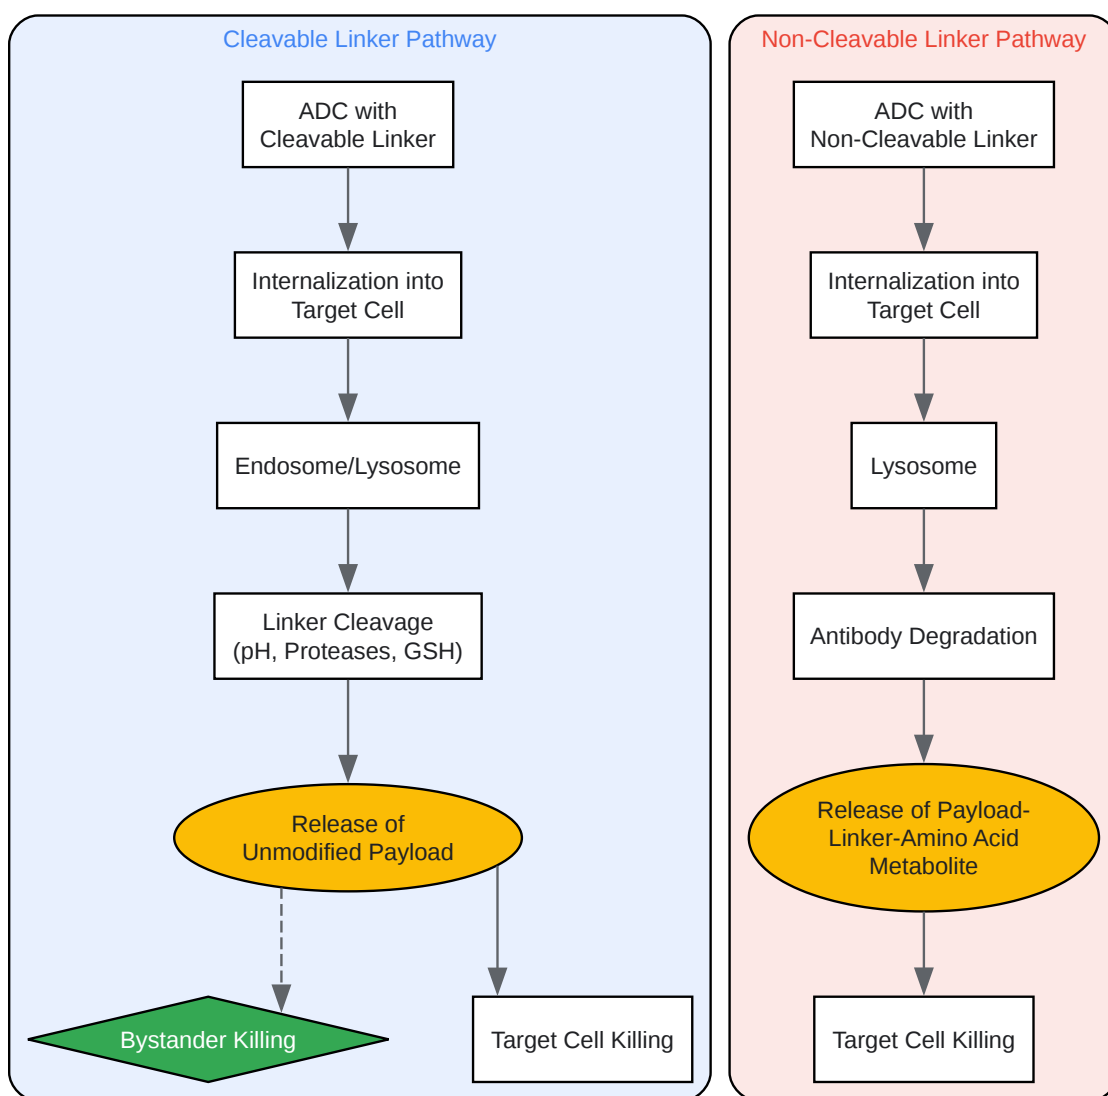 Cleavable Linker Pathway
ADC with
Cleavable Linker
Internalization into
Target Cell
Endosome/Lysosome
Linker Cleavage
(pH, Proteases, GSH)
Release of
Unmodified Payload
Bystander Killing
Target Cell Killing
Non-Cleavable Linker Pathway
ADC with
Non-Cleavable Linker
Internalization into
Target Cell
Lysosome
Antibody Degradation
Release of Payload-
Linker-Amino Acid
Metabolite
Target Cell Killing